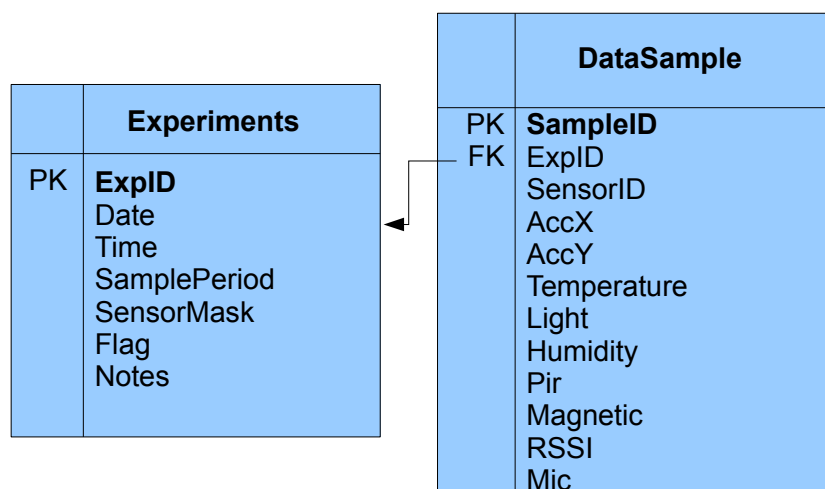 Experiments
PK ExpID
Date
Time
SamplePeriod
SensorMask
Flag
Notes
DataSample
PK SampleID
FK ExpID
SensorID
AccX
AccY
Temperature
Light
Humidity
Pir
Magnetic
RSSI
Mic